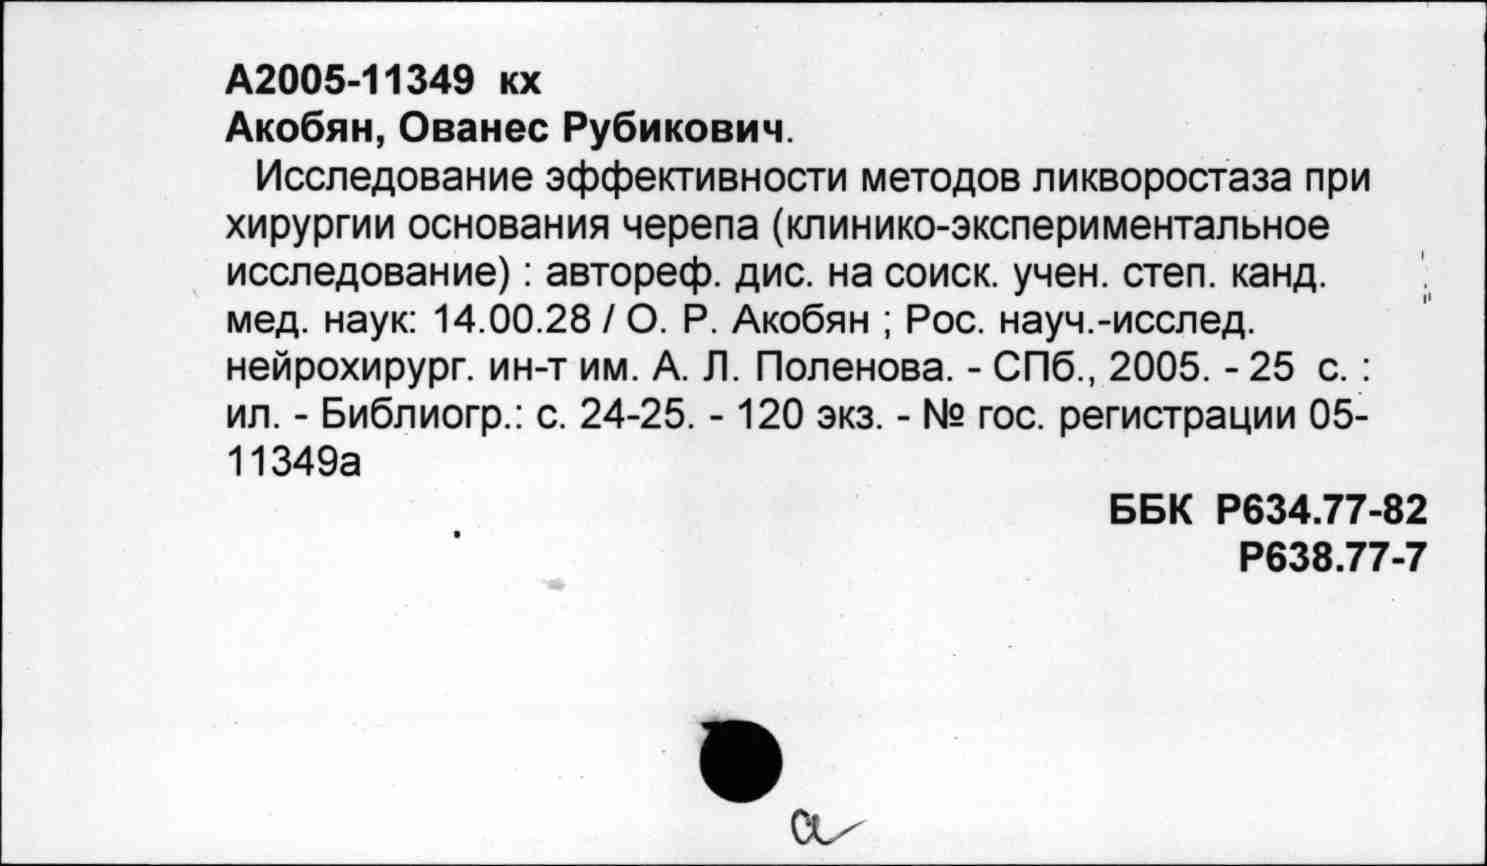 А2005-11349 кх
Акобян, Ованес Рубикович.
Исследование эффективности методов ликворостаза при
хирургии основания черепа (клинико-экспериментальное
исследование) : автореф. дис. на соиск. учен. степ. канд.
мед. наук: 14.00.28 / О. Р. Акобян ; Рос. науч.-исслед.
нейрохирург. ин-т им. А. Л. Поленова. - СПб., 2005. - 25 с. :
ил. - Библиогр.: с. 24-25. - 120 экз. - № гос. регистрации 05-
11349а
ББК Р634.77-82
Р638.77-7
а